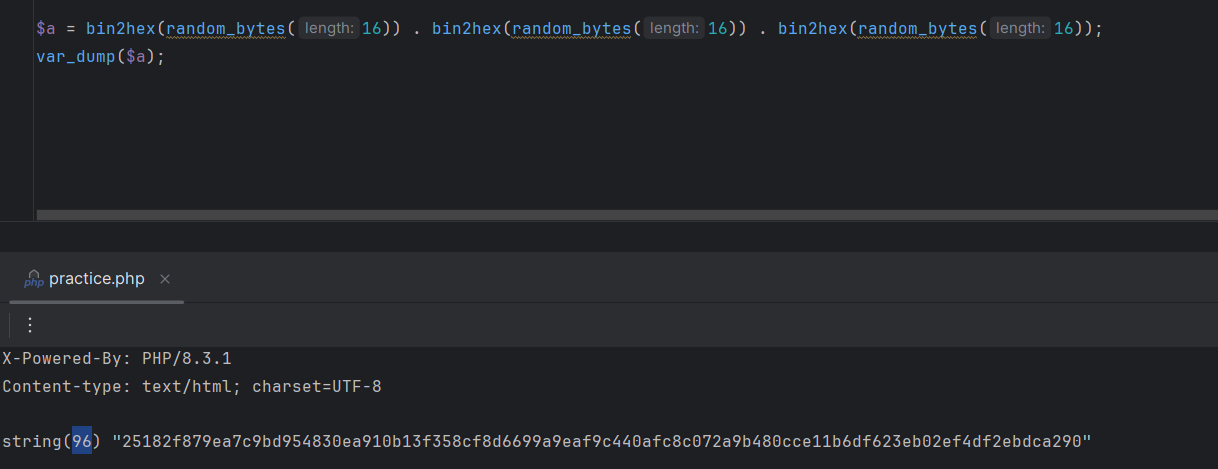 $a = bin2hex(random_bytes( length: 16)) . bin2hex(random_bytes( length: 16)) . bin2hex(random_bytes( length: 16));
var_dump($a);
php practice.php ×
X-Powered-By: PHP/8.3.1
Content-type: text/html; charset=UTF-8
string(96) "25182f879ea7c9bd954830ea910b13f358cf8d6699a9eaf9c440afc8c072a9b480cce11b6df623eb02ef4df2ebdca290"